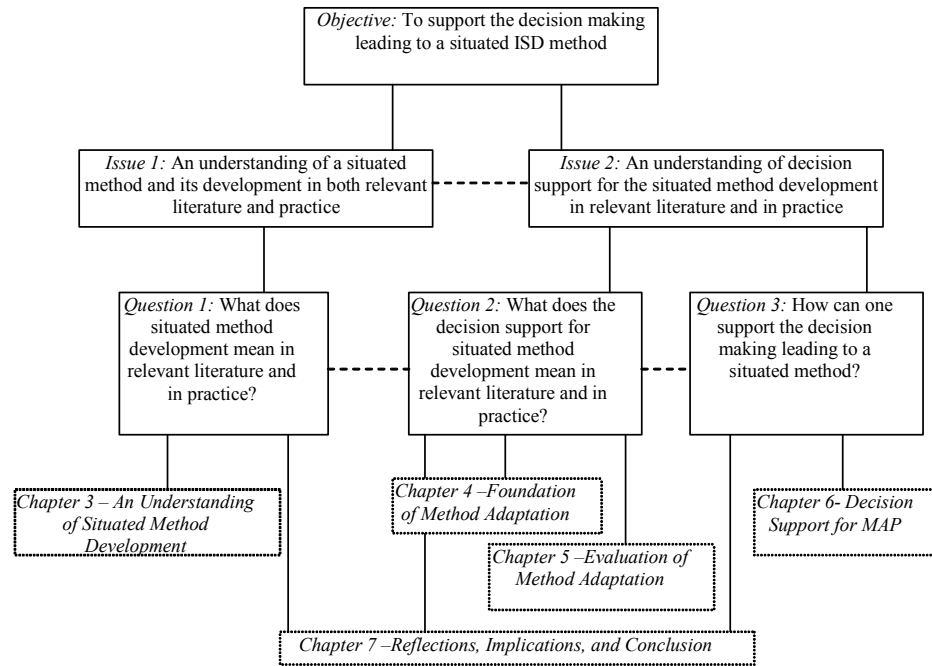 Objective: To support the decision making
leading to a situated ISD method
Issue 1: An understanding of a situated
method and its development in both relevant
literature and practice
Issue 2: An understanding of decision
support for the situated method development
in relevant literature and in practice
Question 1: What does
situated method
development mean in
relevant literature and
in practice?
Question 2: What does the
decision support for
situated method
development mean in
relevant literature and in
practice?
Question 3: How can one
support the decision
making leading to a
situated method?
Chapter 3 – An Understanding
of Situated Method
Development
Chapter 4 –Foundation
of Method Adaptation
Chapter 5 –Evaluation of
Method Adaptation
Chapter 6- Decision
Support for MAP
Chapter 7 –Reflections, Implications, and Conclusion